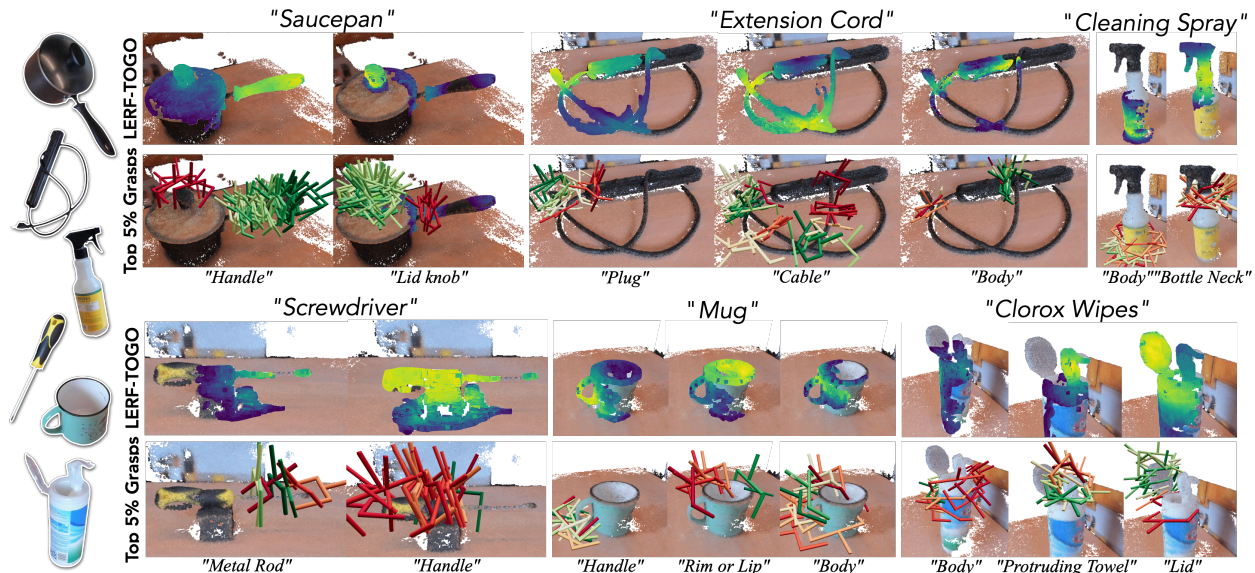 "Saucepan" "Extension Cord" "Cleaning Spray"
LERF-TOGO
Top 5% Grasps
"Handle" "Lid knob" "Plug" "Cable" "Body" "Body" "Bottle Neck"
"Screwdriver" "Mug" "Clorox Wipes"
LERF-TOGO
Top 5% Grasps
"Metal Rod" "Handle" "Handle" "Rim or Lip" "Body" "Body" "Protruding Towel" "Lid"